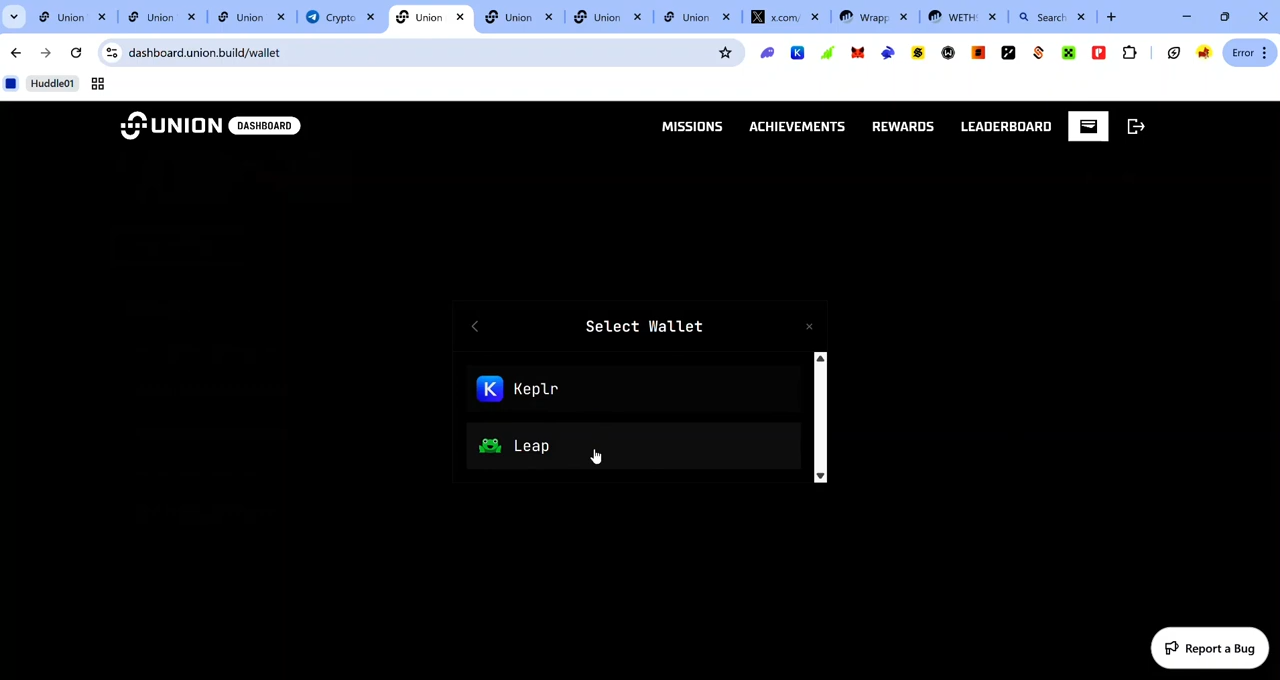 Union
Union
Union
Crypto
Union
Union
Union
Union
x.com/
Wrapp
WETH
Search
dashboard.union.build/wallet
Error
Huddle01
UNION DASHBOARD
MISSIONS
ACHIEVEMENTS
REWARDS
LEADERBOARD
Select Wallet
K Keplr
Leap
Report a Bug